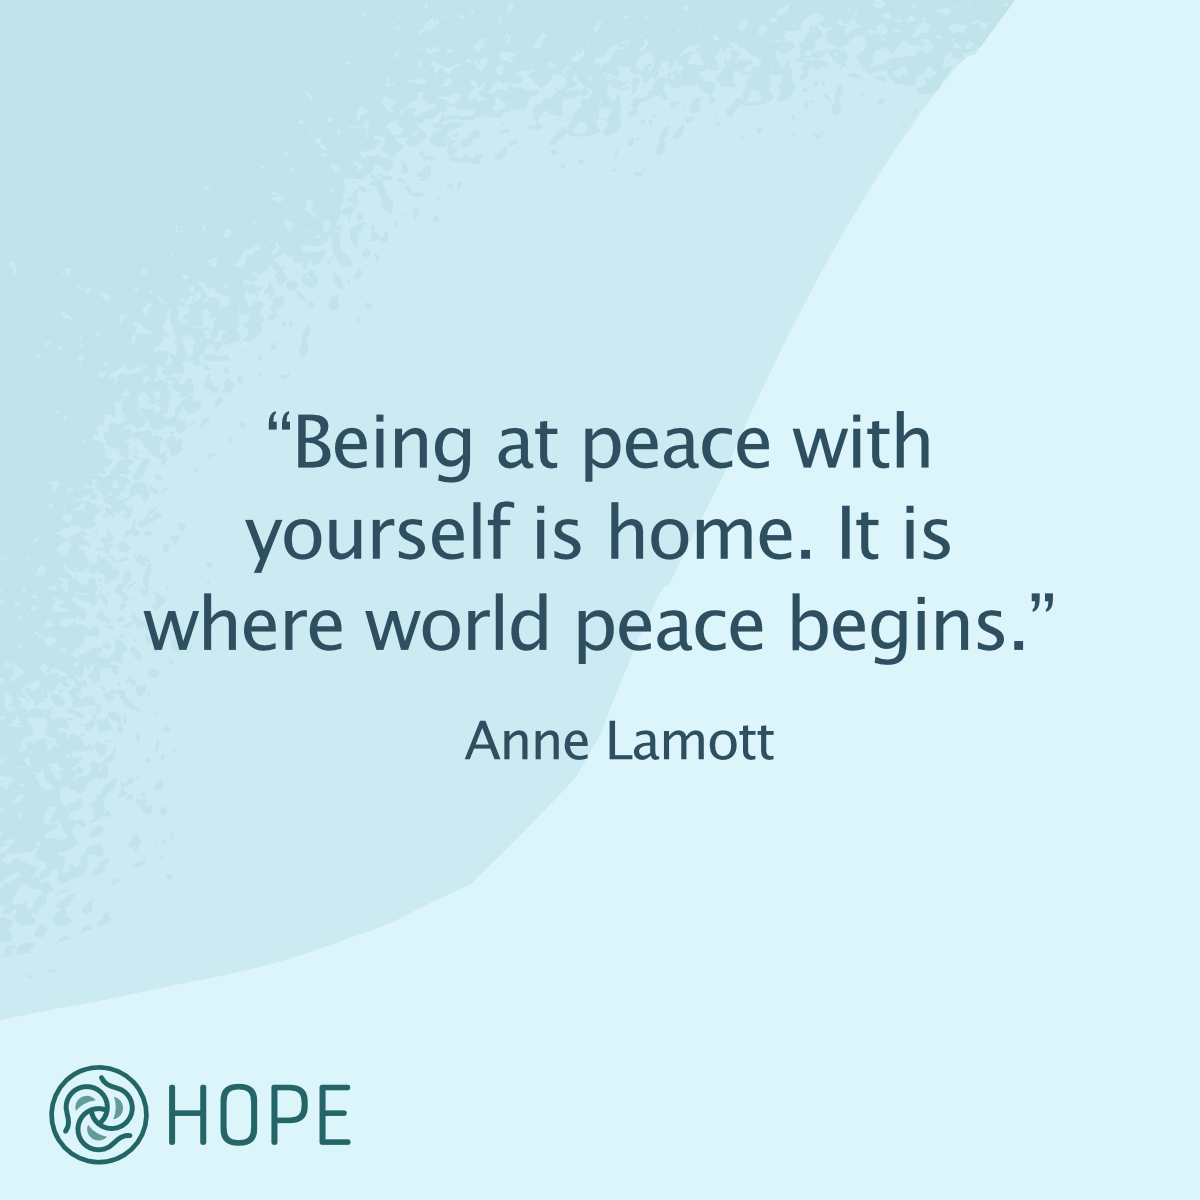 “Being at peace with
yourself is home. It is
where world peace begins.”
Anne Lamott
HOPE